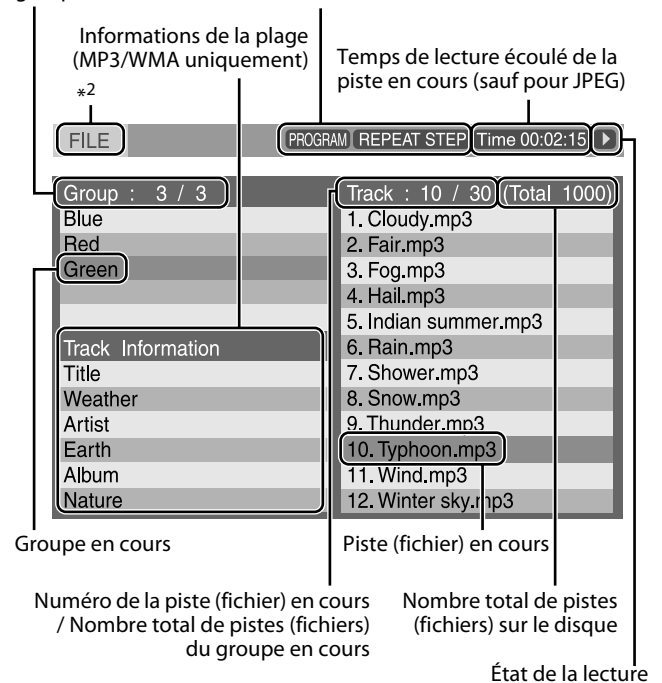 Informations de la plage
(MP3/WMA uniquement)
Temps de lecture écoulé de la
piste en cours (sauf pour JPEG)
*2
FILE
PROGRAM REPEAT STEP Time 00:02:15
Group : 3 / 3
Blue
Red
Green
Track Information
Title
Weather
Artist
Earth
Album
Nature
Track : 10 / 30 (Total 1000)
1. Cloudy.mp3
2. Fair.mp3
3. Fog.mp3
4. Hail.mp3
5. Indian summer.mp3
6. Rain.mp3
7. Shower.mp3
8. Snow.mp3
9. Thunder.mp3
10. Typhoon.mp3
11. Wind.mp3
12. Winter sky.mp3
Groupe en cours
Piste (fichier) en cours
Numéro de la piste (fichier) en cours
/ Nombre total de pistes (fichiers)
du groupe en cours
Nombre total de pistes
(fichiers) sur le disque
État de la lecture